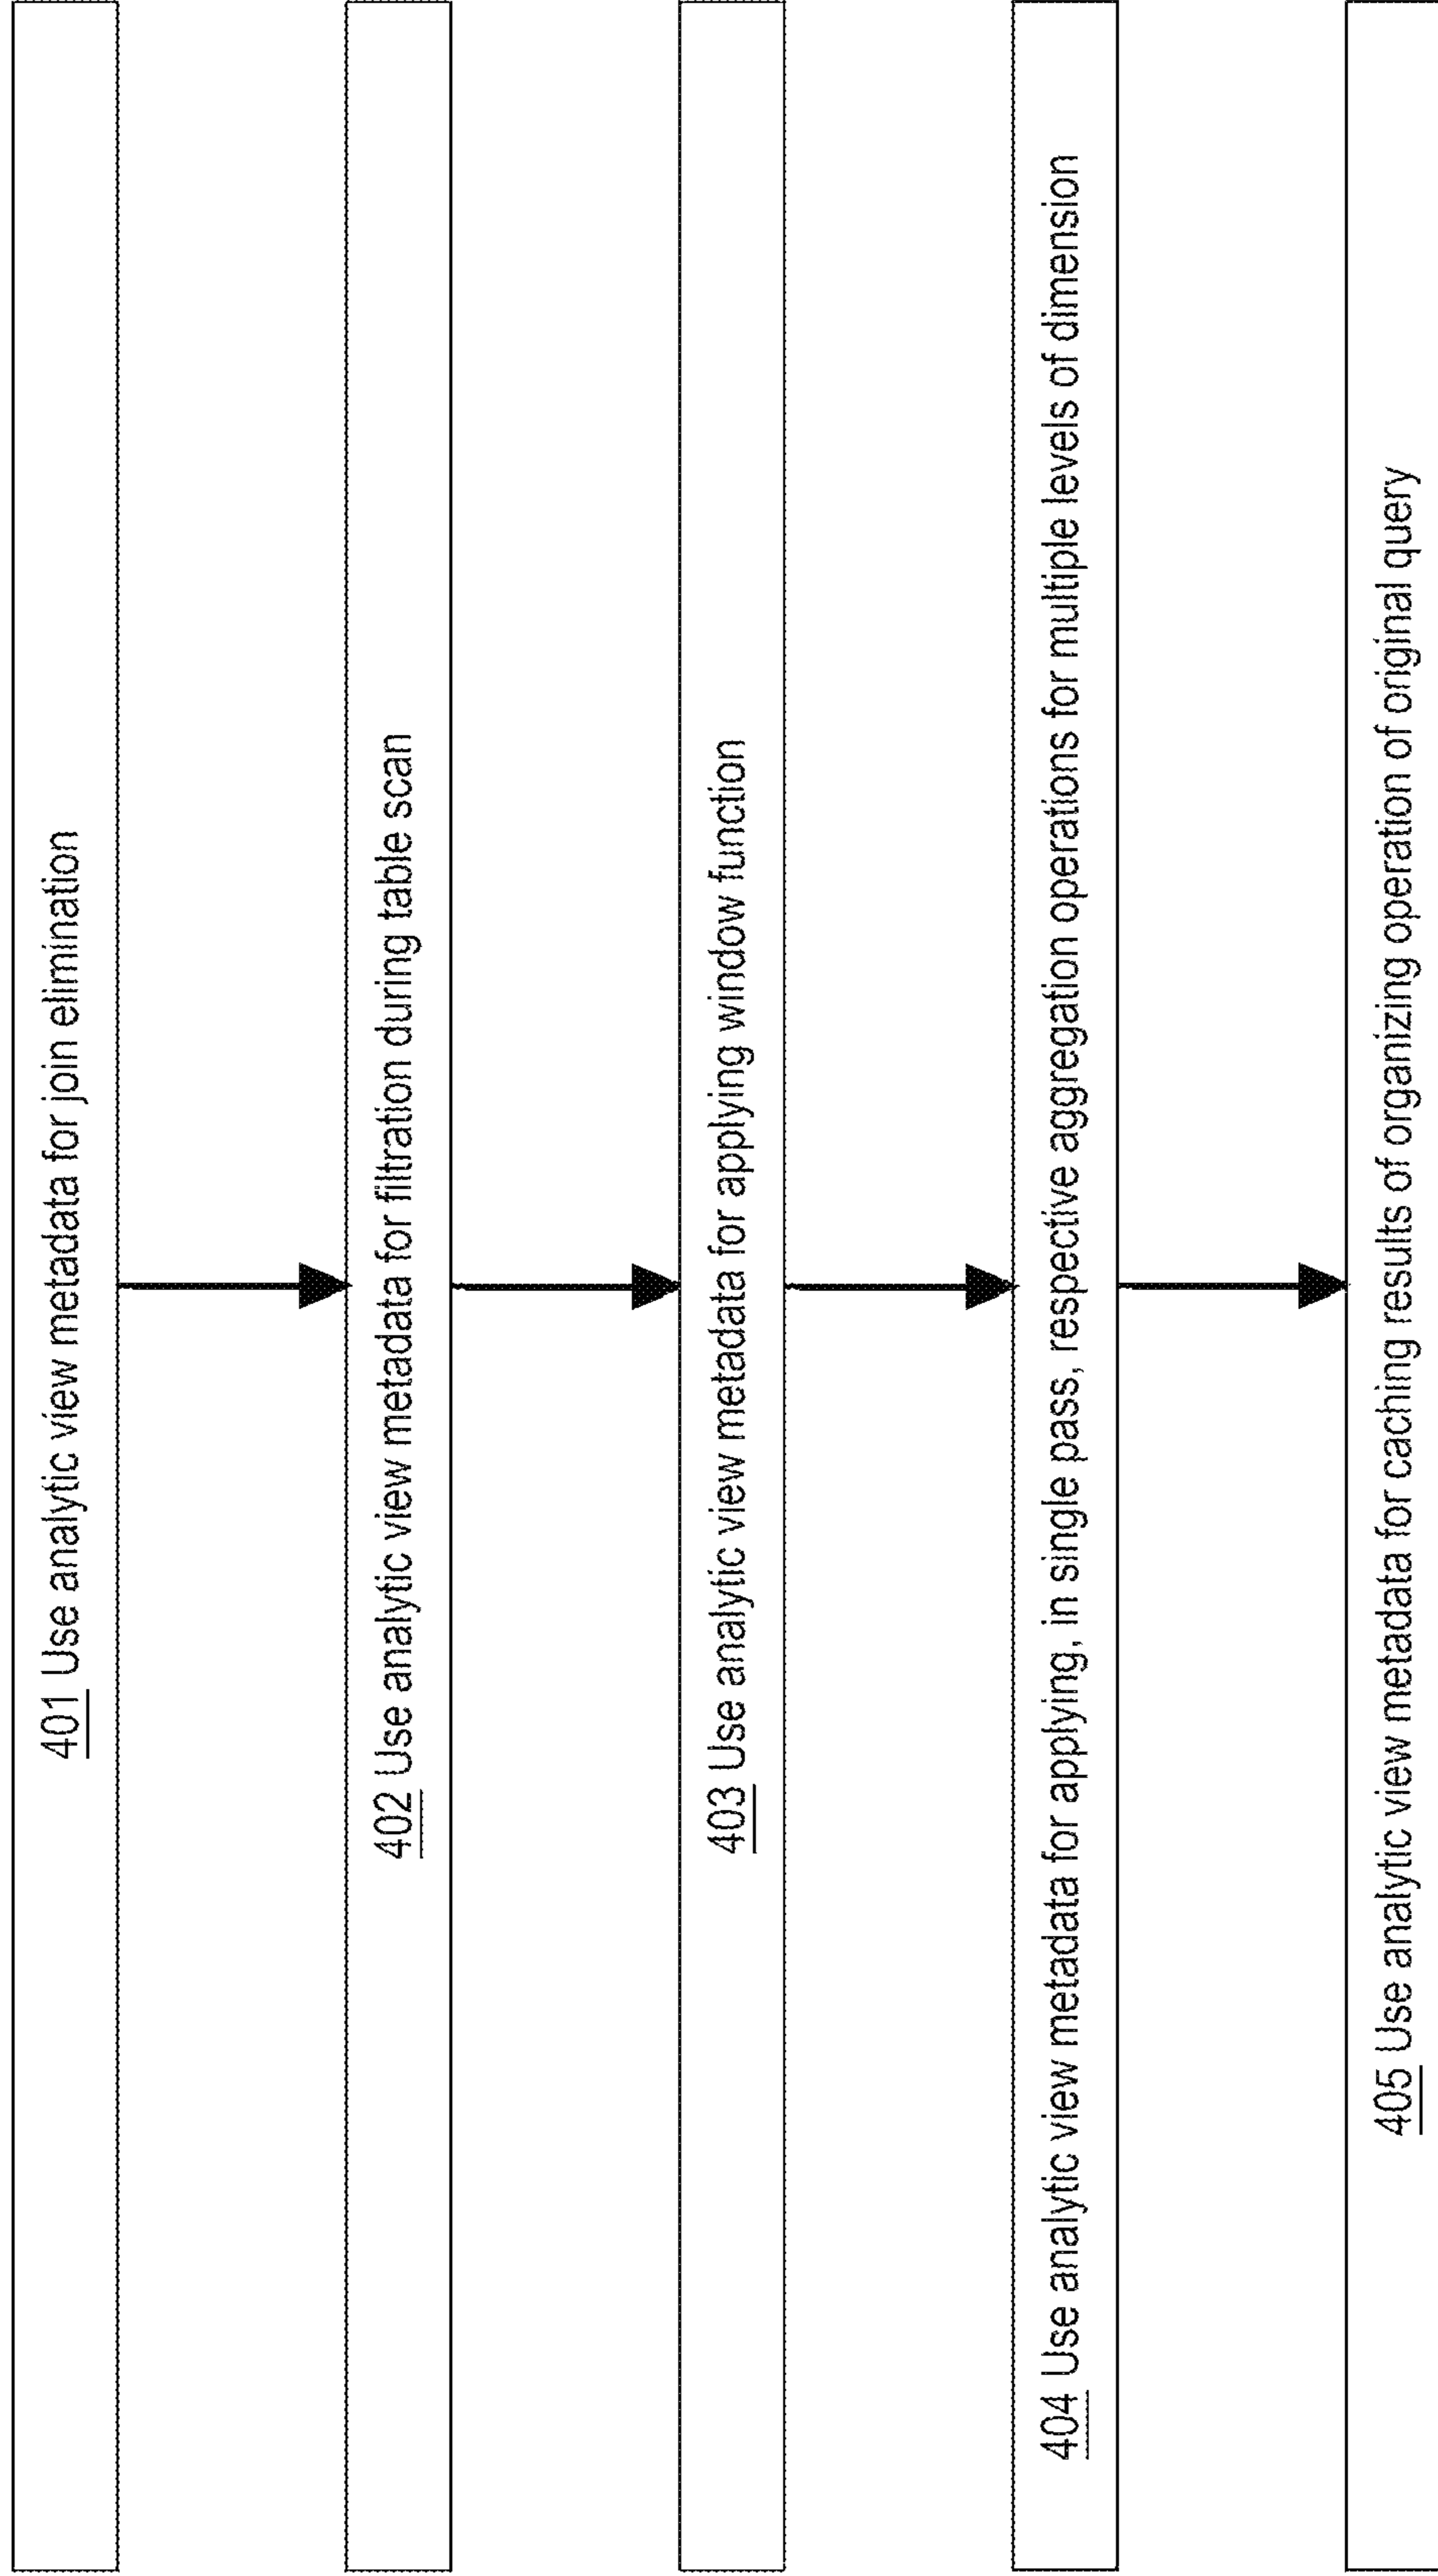 401 Use analytic view metadata for join elimination
402 Use analytic view metadata for filtration during table scan
403 Use analytic view metadata for applying window function
404 Use analytic view metadata for applying, in single pass, respective aggregation operations for multiple levels of dimension
405 Use analytic view metadata for caching results of organizing operation of original query